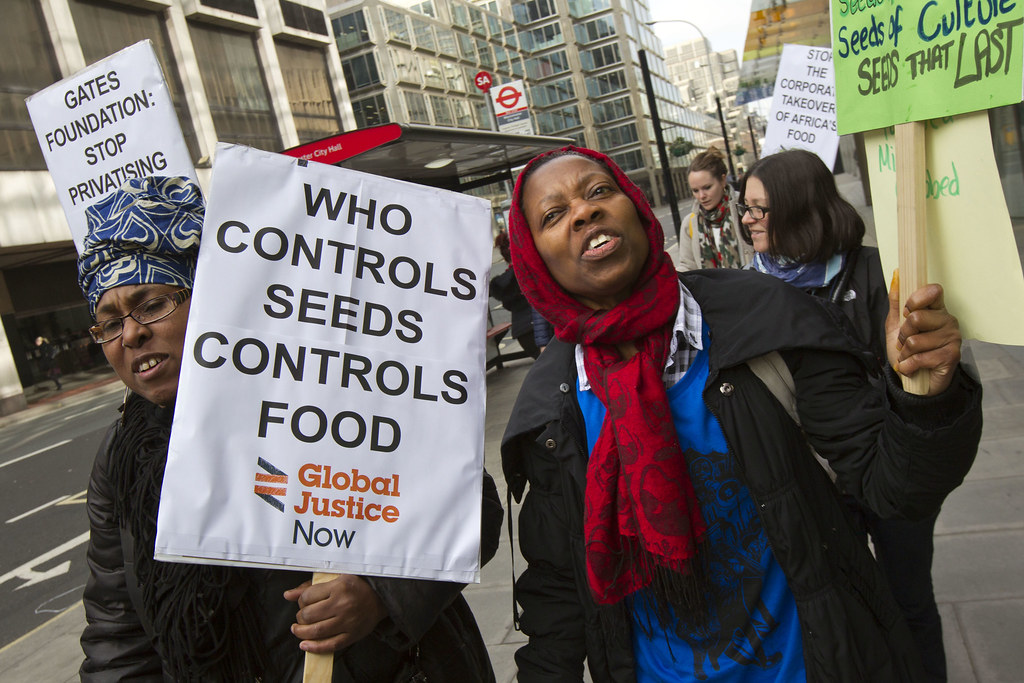 GATES
FOUNDATION:
STOP
PRIVATISING
WHO
CONTROLS
SEEDS
CONTROLS
FOOD
Global
Justice
Now
City Hall
SA
STOP
THE
CORPORATE
TAKEOVER
OF AFRICA'S
FOOD
Seeds of Culture
SEEDS THAT LAST